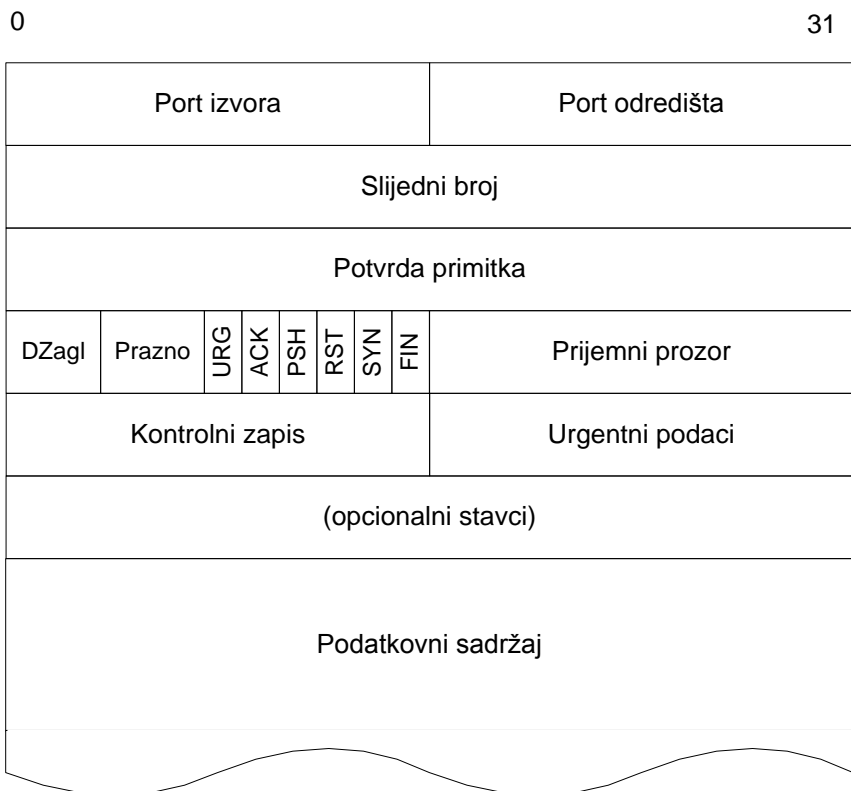 0 31
Port izvora Port odredišta
Slijedni broj
Potvrda primitka
DZagl Prazno URG ACK PSH RST SYN FIN Prijemni prozor
Kontrolni zapis Urgentni podaci
(opcionalni stavci)
Podatkovni sadržaj